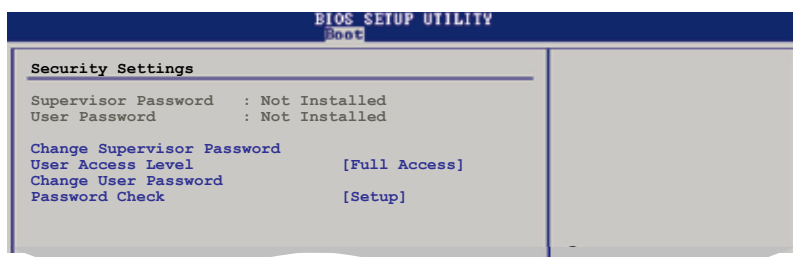 BIOS SETUP UTILITY
Boot
Security Settings
Supervisor Password : Not Installed
User Password : Not Installed
Change Supervisor Password
User Access Level [Full Access]
Change User Password
Password Check [Setup]